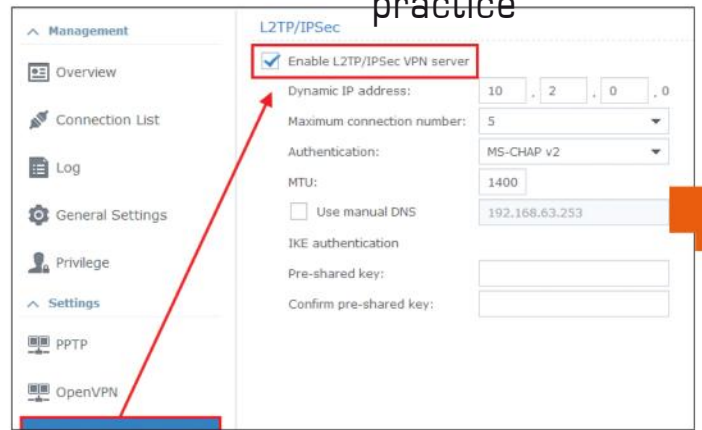 practice
Management
Overview
Connection List
Log
General Settings
Privilege
Settings
PPTP
OpenVPN
L2TP/IPSec
Enable L2TP/IPSec VPN server
Dynamic IP address: 10 . 2 . 0 . 0
Maximum connection number: 5
Authentication: MS-CHAP v2
MTU: 1400
Use manual DNS 192.168.63.253
IKE authentication
Pre-shared key:
Confirm pre-shared key: